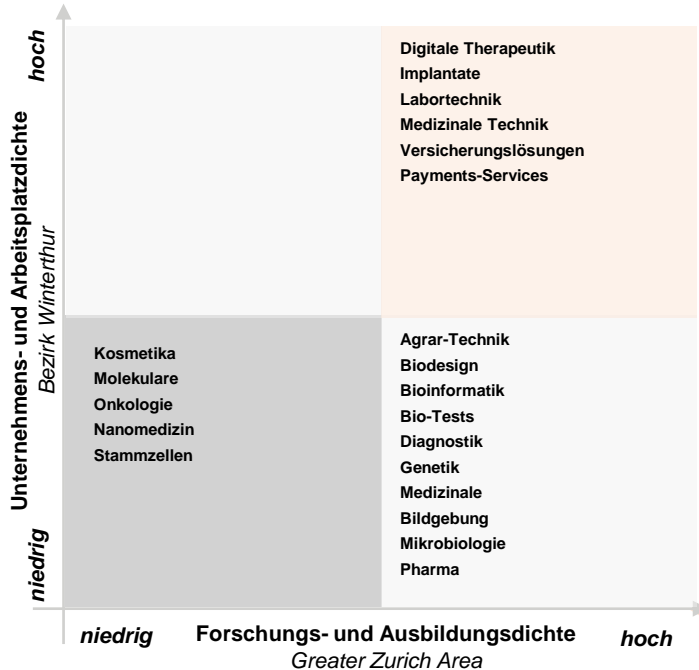 hoch
Unternehmens- und Arbeitsplatzdichte
Bezirk Winterthur
niedrig
Digitale Therapeutik
Implantate
Labortechnik
Medizinale Technik
Versicherungslösungen
Payments-Services
Kosmetika
Molekulare
Onkologie
Nanomedizin
Stammzellen
Agrar-Technik
Biodesign
Bioinformatik
Bio-Tests
Diagnostik
Genetik
Medizinale
Bildgebung
Mikrobiologie
Pharma
niedrig
Forschungs- und Ausbildungsdichte
hoch
Greater Zurich Area